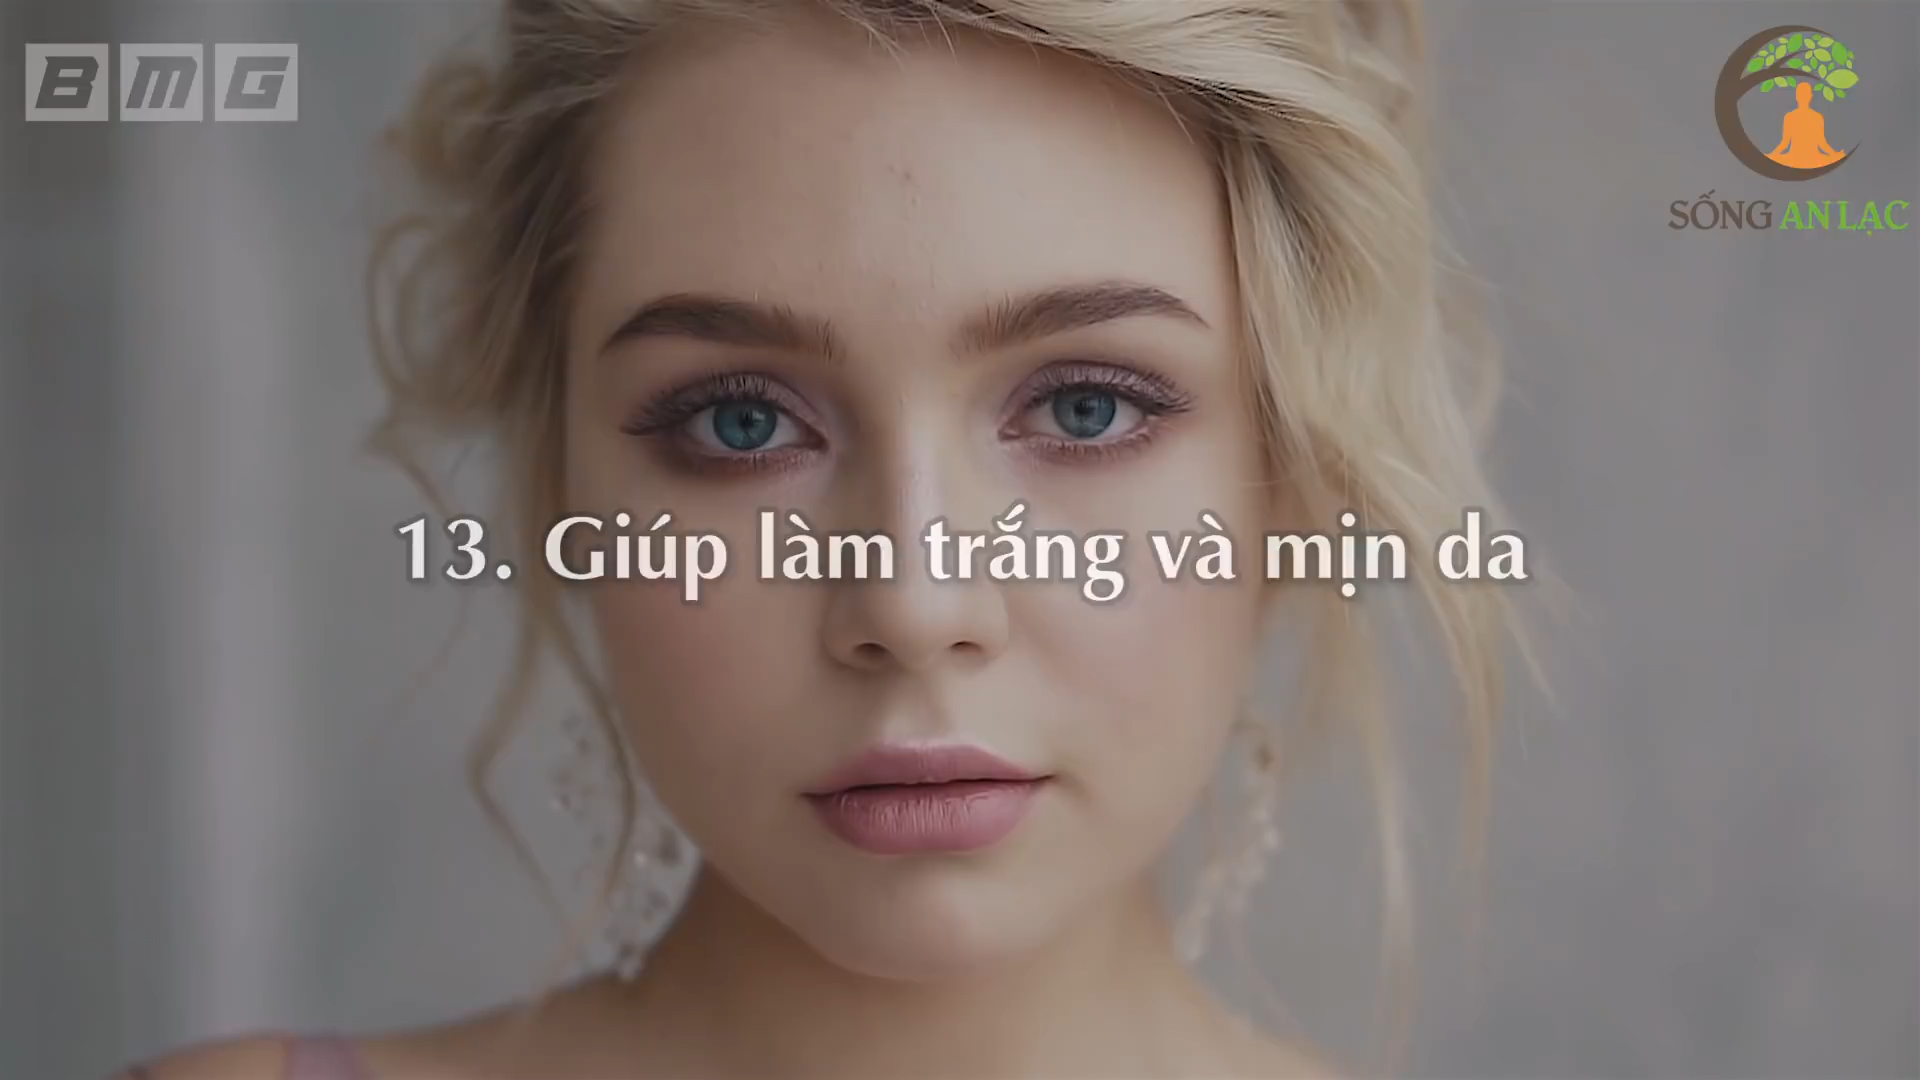 BMG
SỐNG AN LẠC
13. Giúp làm trắng và mịn da